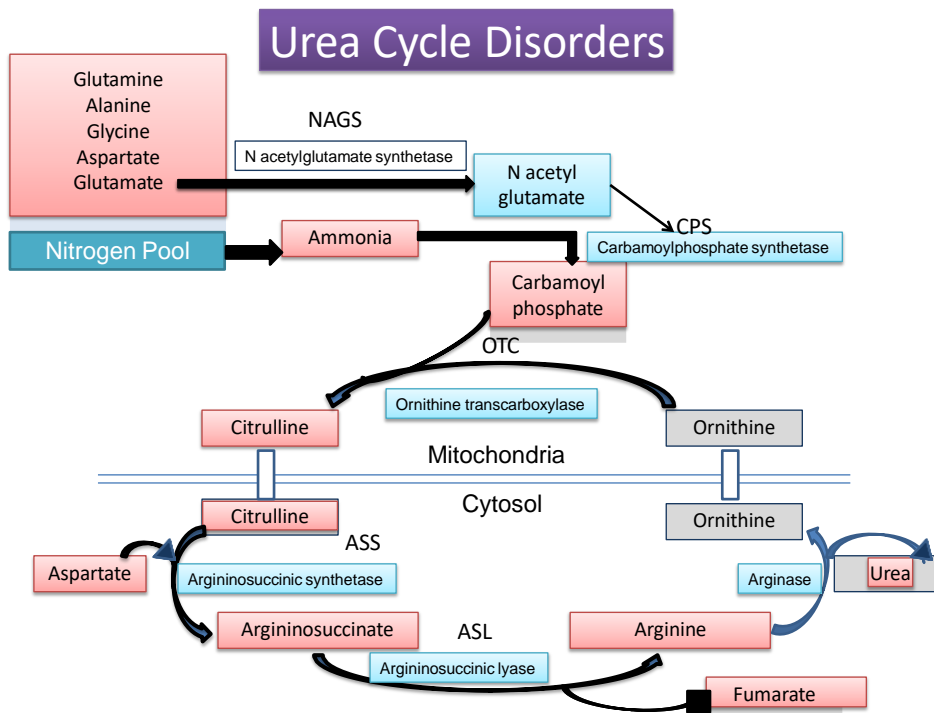 Urea Cycle Disorders
Glutamine
Alanine
Glycine
Aspartate
Glutamate
NAGS
N acetylglutamate synthetase
N acetyl
glutamate
Nitrogen Pool
Ammonia
CPS
Carbamoylphosphate synthetase
Carbamoyl
phosphate
OTC
Ornithine transcarboxylase
Citrulline
Ornithine
Mitochondria
Cytosol
Citrulline
Ornithine
ASS
Aspartate
Argininosuccinic synthetase
Arginase
Urea
Argininosuccinate
ASL
Arginine
Argininosuccinic lyase
Fumarate